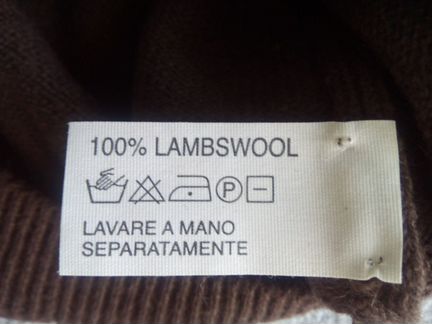 100% LAMBSWOOL
P
LAVARE A MANO
SEPARATAMENTE